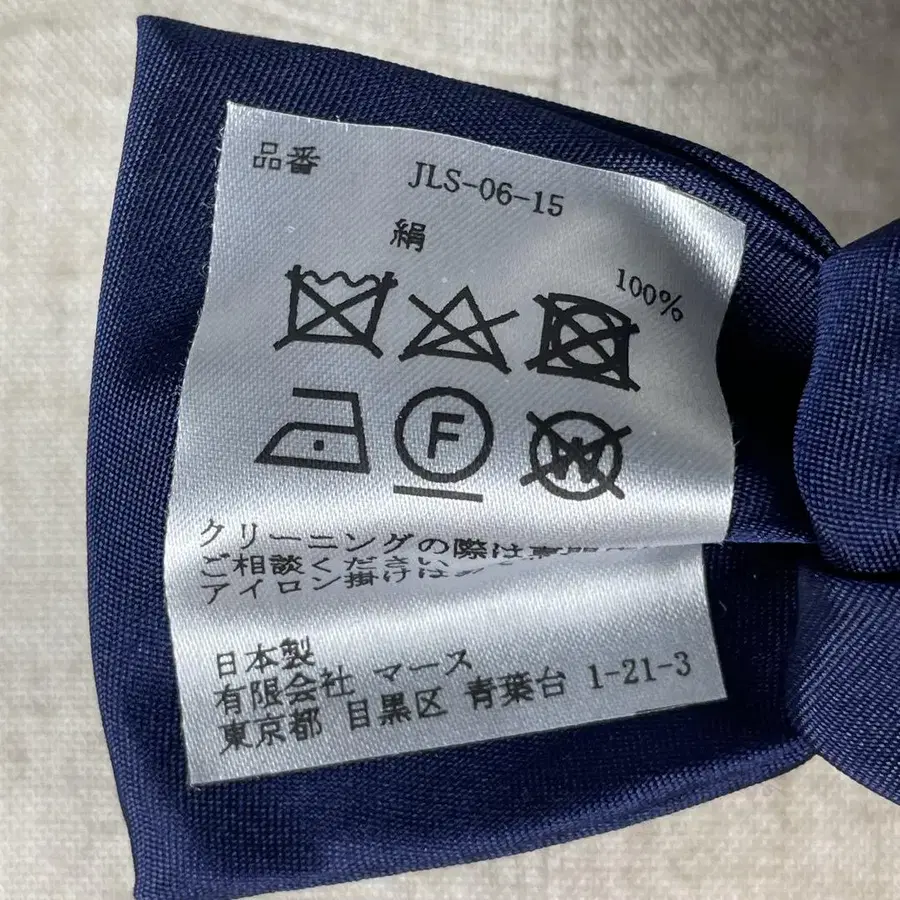 品番 JLS-06-15
絹
100%
F
W
クリーニングの際は
ご相談ください
アイロン掛けは
日本製
有限会社 マース
東京都 目黒区 青葉台 1-21-3